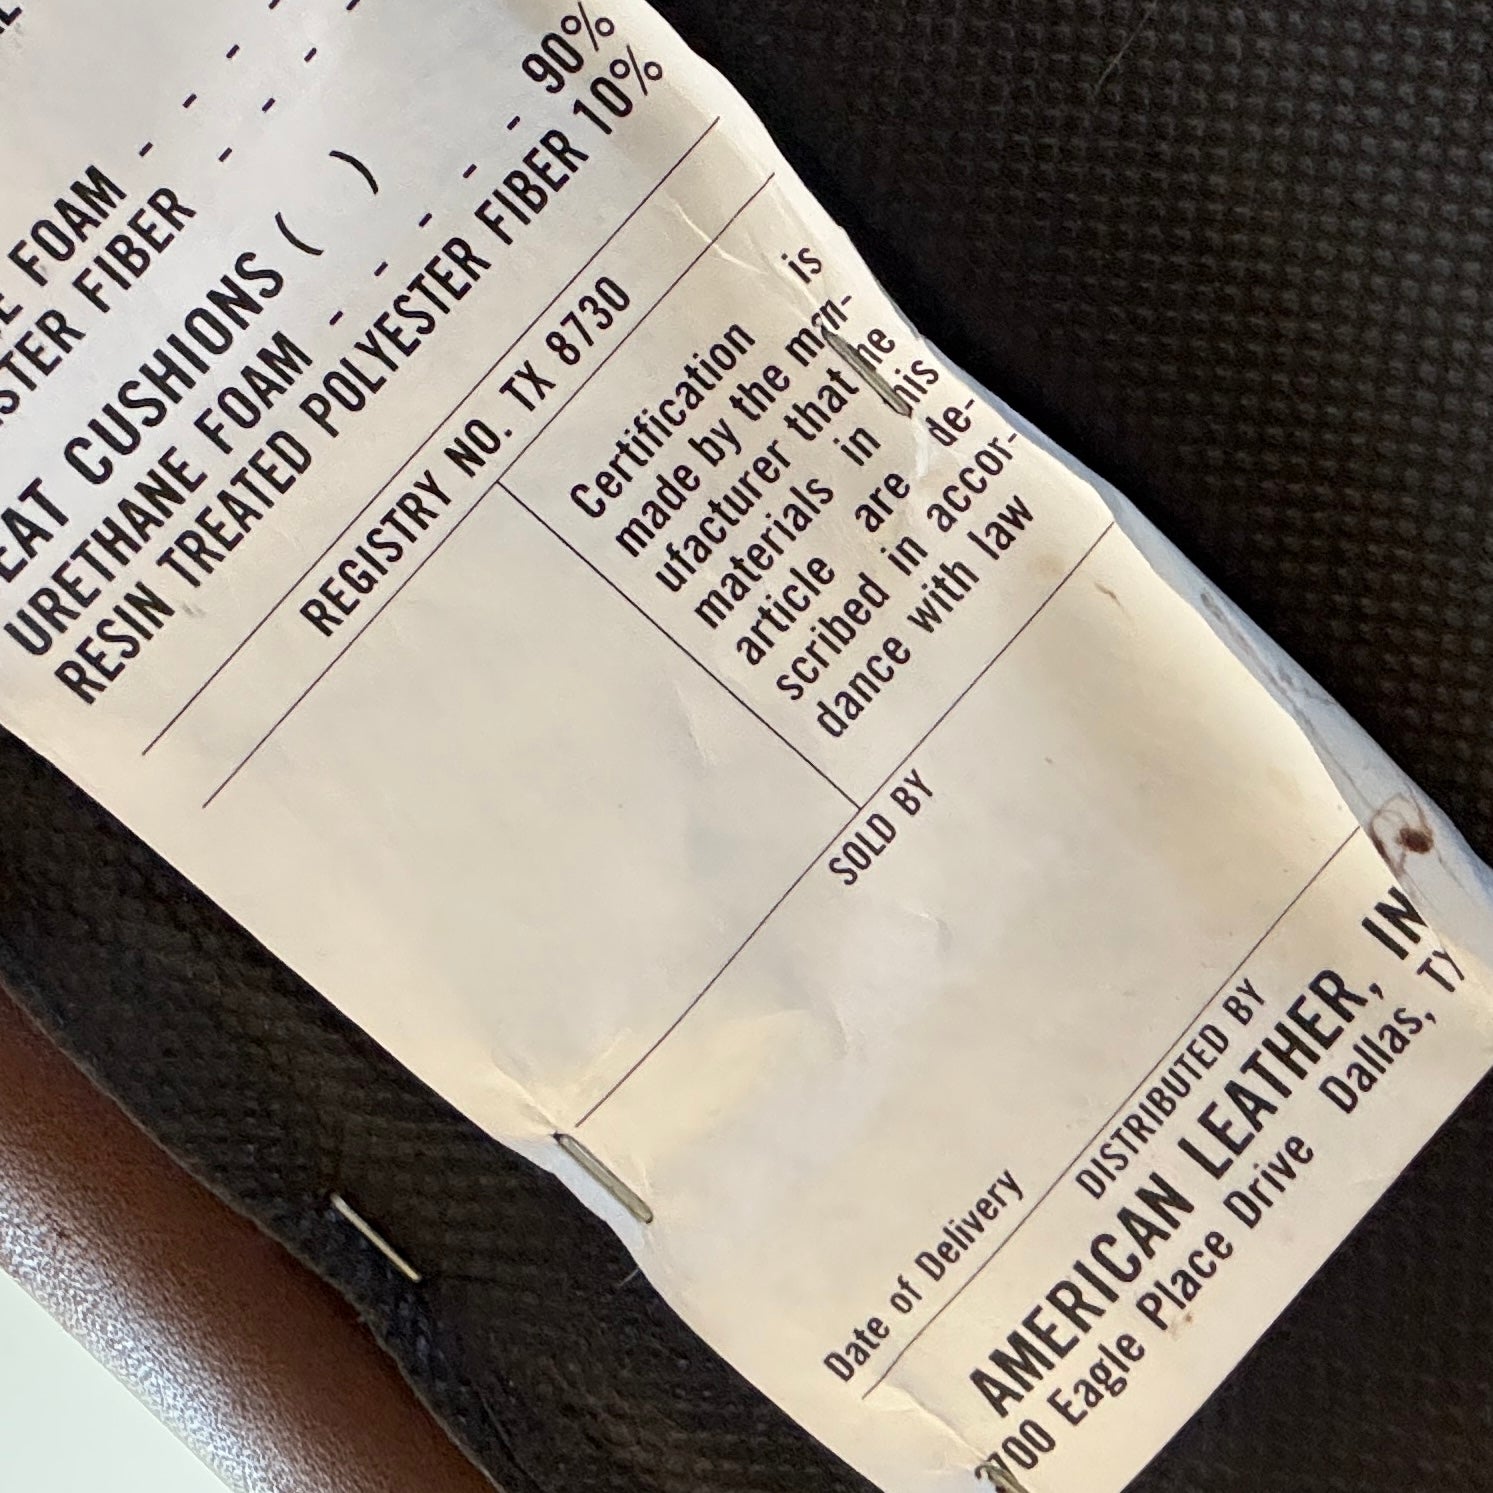 FOAM - - - -
FIBER - - -
CUSHIONS ( )
URETHANE FOAM - - - - - 90%
RESIN TREATED POLYESTER FIBER 10%
REGISTRY NO. TX 8730
Certification is
made by the man-
ufacturer that the
materials in this
article are de-
scribed in accor-
dance with law
SOLD BY
Date of Delivery
DISTRIBUTED BY
AMERICAN LEATHER, IN
700 Eagle Place Drive Dallas, TX